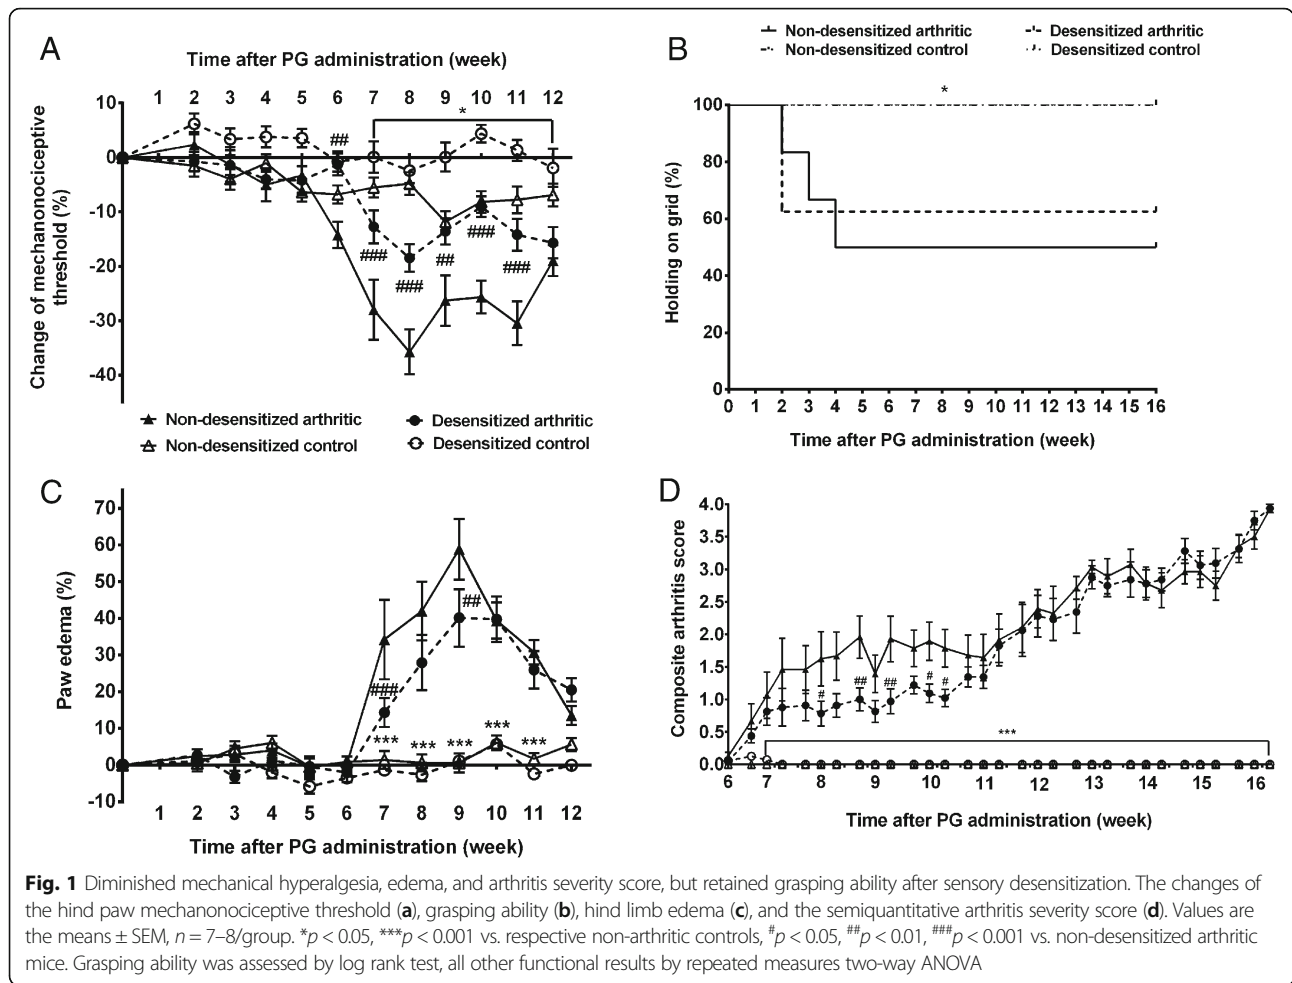 A
Time after PG administration (week)
1 2 3 4 5 6 7 8 9 10 11 12
Change of mechanonociceptive
threshold (%)
10
0
-10
-20
-30
-40
*
##
###
###
##
###
###
Non-desensitized arthritic
Desensitized arthritic
Non-desensitized control
Desensitized control
B
Non-desensitized arthritic
Desensitized arthritic
Non-desensitized control
Desensitized control
*
Holding on grid (%)
100
80
60
40
20
0
0 1 2 3 4 5 6 7 8 9 10 11 12 13 14 15 16
Time after PG administration (week)
C
Paw edema (%)
70
60
50
40
30
20
10
0
-10
##
###
*** *** *** *** ***
1 2 3 4 5 6 7 8 9 10 11 12
Time after PG administration (week)
D
Composite arthritis score
4.0
3.5
3.0
2.5
2.0
1.5
1.0
0.5
0.0
# ## ## # #
***
6 7 8 9 10 11 12 13 14 15 16
Time after PG administration (week)
Fig. 1 Diminished mechanical hyperalgesia, edema, and arthritis severity score, but retained grasping ability after sensory desensitization. The changes of
the hind paw mechanonociceptive threshold (a), grasping ability (b), hind limb edema (c), and the semiquantitative arthritis severity score (d). Values are
the means ± SEM, n = 7–8/group. *p < 0.05, ***p < 0.001 vs. respective non-arthritic controls, #p < 0.05, ##p < 0.01, ###p < 0.001 vs. non-desensitized arthritic
mice. Grasping ability was assessed by log rank test, all other functional results by repeated measures two-way ANOVA